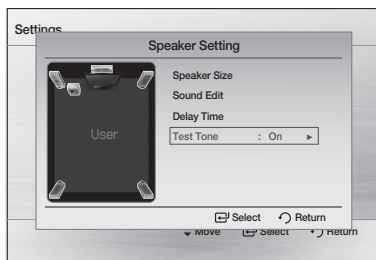 Settings
Speaker Setting
Speaker Size
Sound Edit
Delay Time
User
Test Tone : On ►
Select Return
Move Select Return